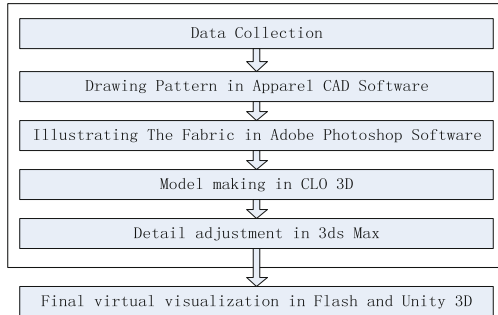 Data Collection
Drawing Pattern in Apparel CAD Software
Illustrating The Fabric in Adobe Photoshop Software
Model making in CLO 3D
Detail adjustment in 3ds Max
Final virtual visualization in Flash and Unity 3D